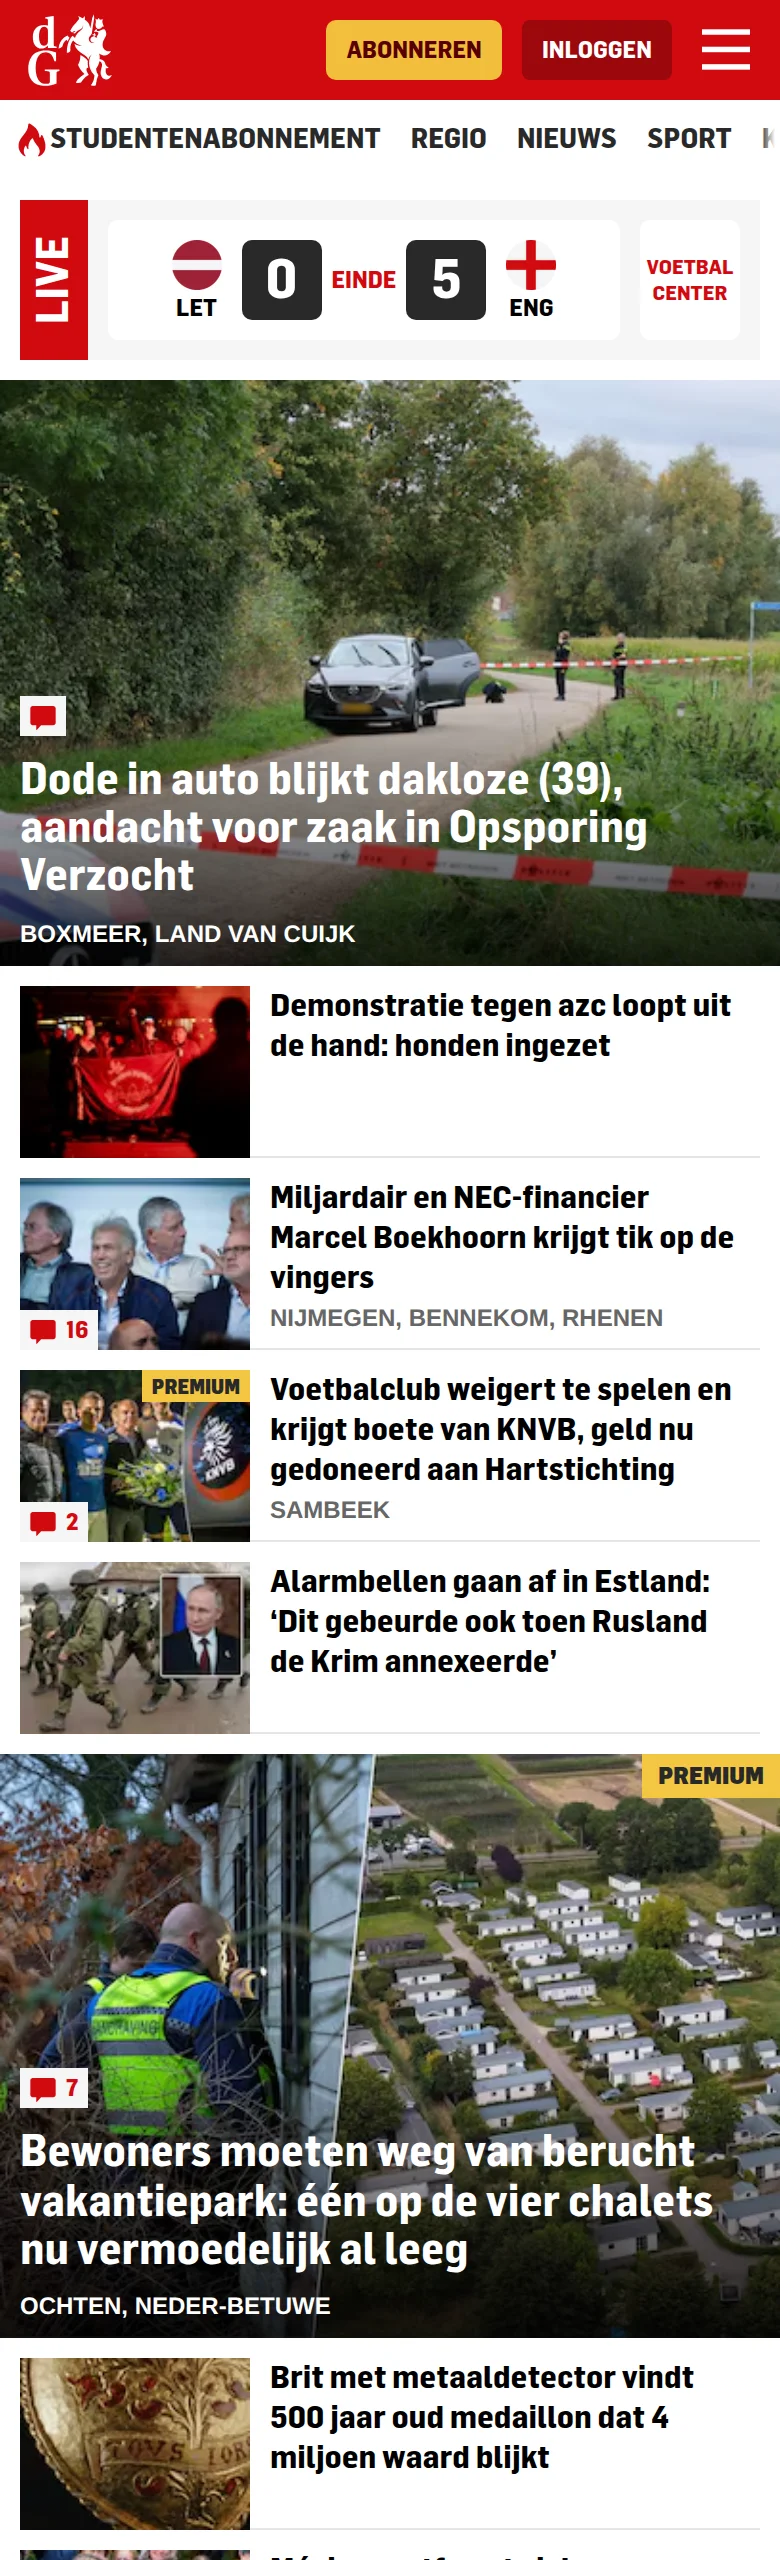 dG
ABONNEREN
INLOGGEN
STUDENTENABONNEMENT REGIO NIEUWS SPORT
LIVE
LET
0
EINDE
5
ENG
VOETBAL
CENTER
Dode in auto blijkt dakloze (39),
aandacht voor zaak in Opsporing
Verzocht
BOXMEER, LAND VAN CUIJK
Demonstratie tegen azc loopt uit
de hand: honden ingezet
Miljardair en NEC-financier
Marcel Boekhoorn krijgt tik op de
vingers
16
NIJMEGEN, BENNEKOM, RHENEN
PREMIUM
KNVB
2
Voetbalclub weigert te spelen en
krijgt boete van KNVB, geld nu
gedoneerd aan Hartstichting
SAMBEEK
Alarmbellen gaan af in Estland:
‘Dit gebeurde ook toen Rusland
de Krim annexeerde’
PREMIUM
7
Bewoners moeten weg van berucht
vakantiepark: één op de vier chalets
nu vermoedelijk al leeg
OCHTEN, NEDER-BETUWE
Brit met metaaldetector vindt
500 jaar oud medaillon dat 4
miljoen waard blijkt